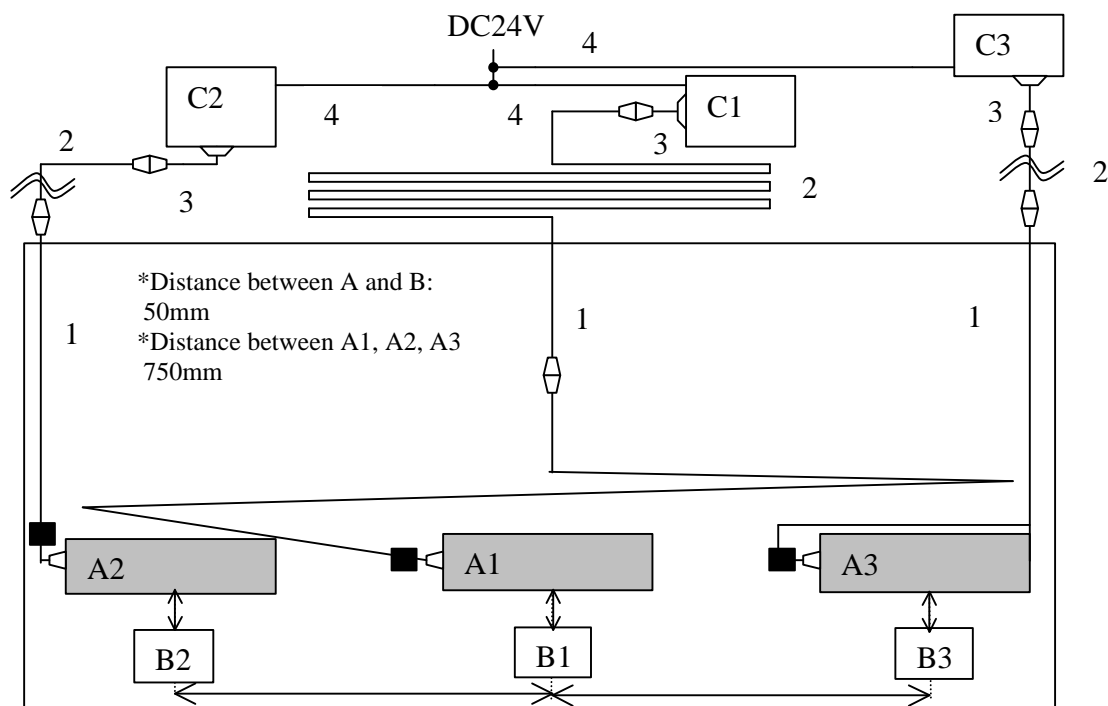 DC24V
4
C3
C2
C1
4
4
3
3
2
3
2
2
*Distance between A and B:
50mm
*Distance between A1, A2, A3
750mm
1
1
1
A2
A1
A3
B2
B1
B3